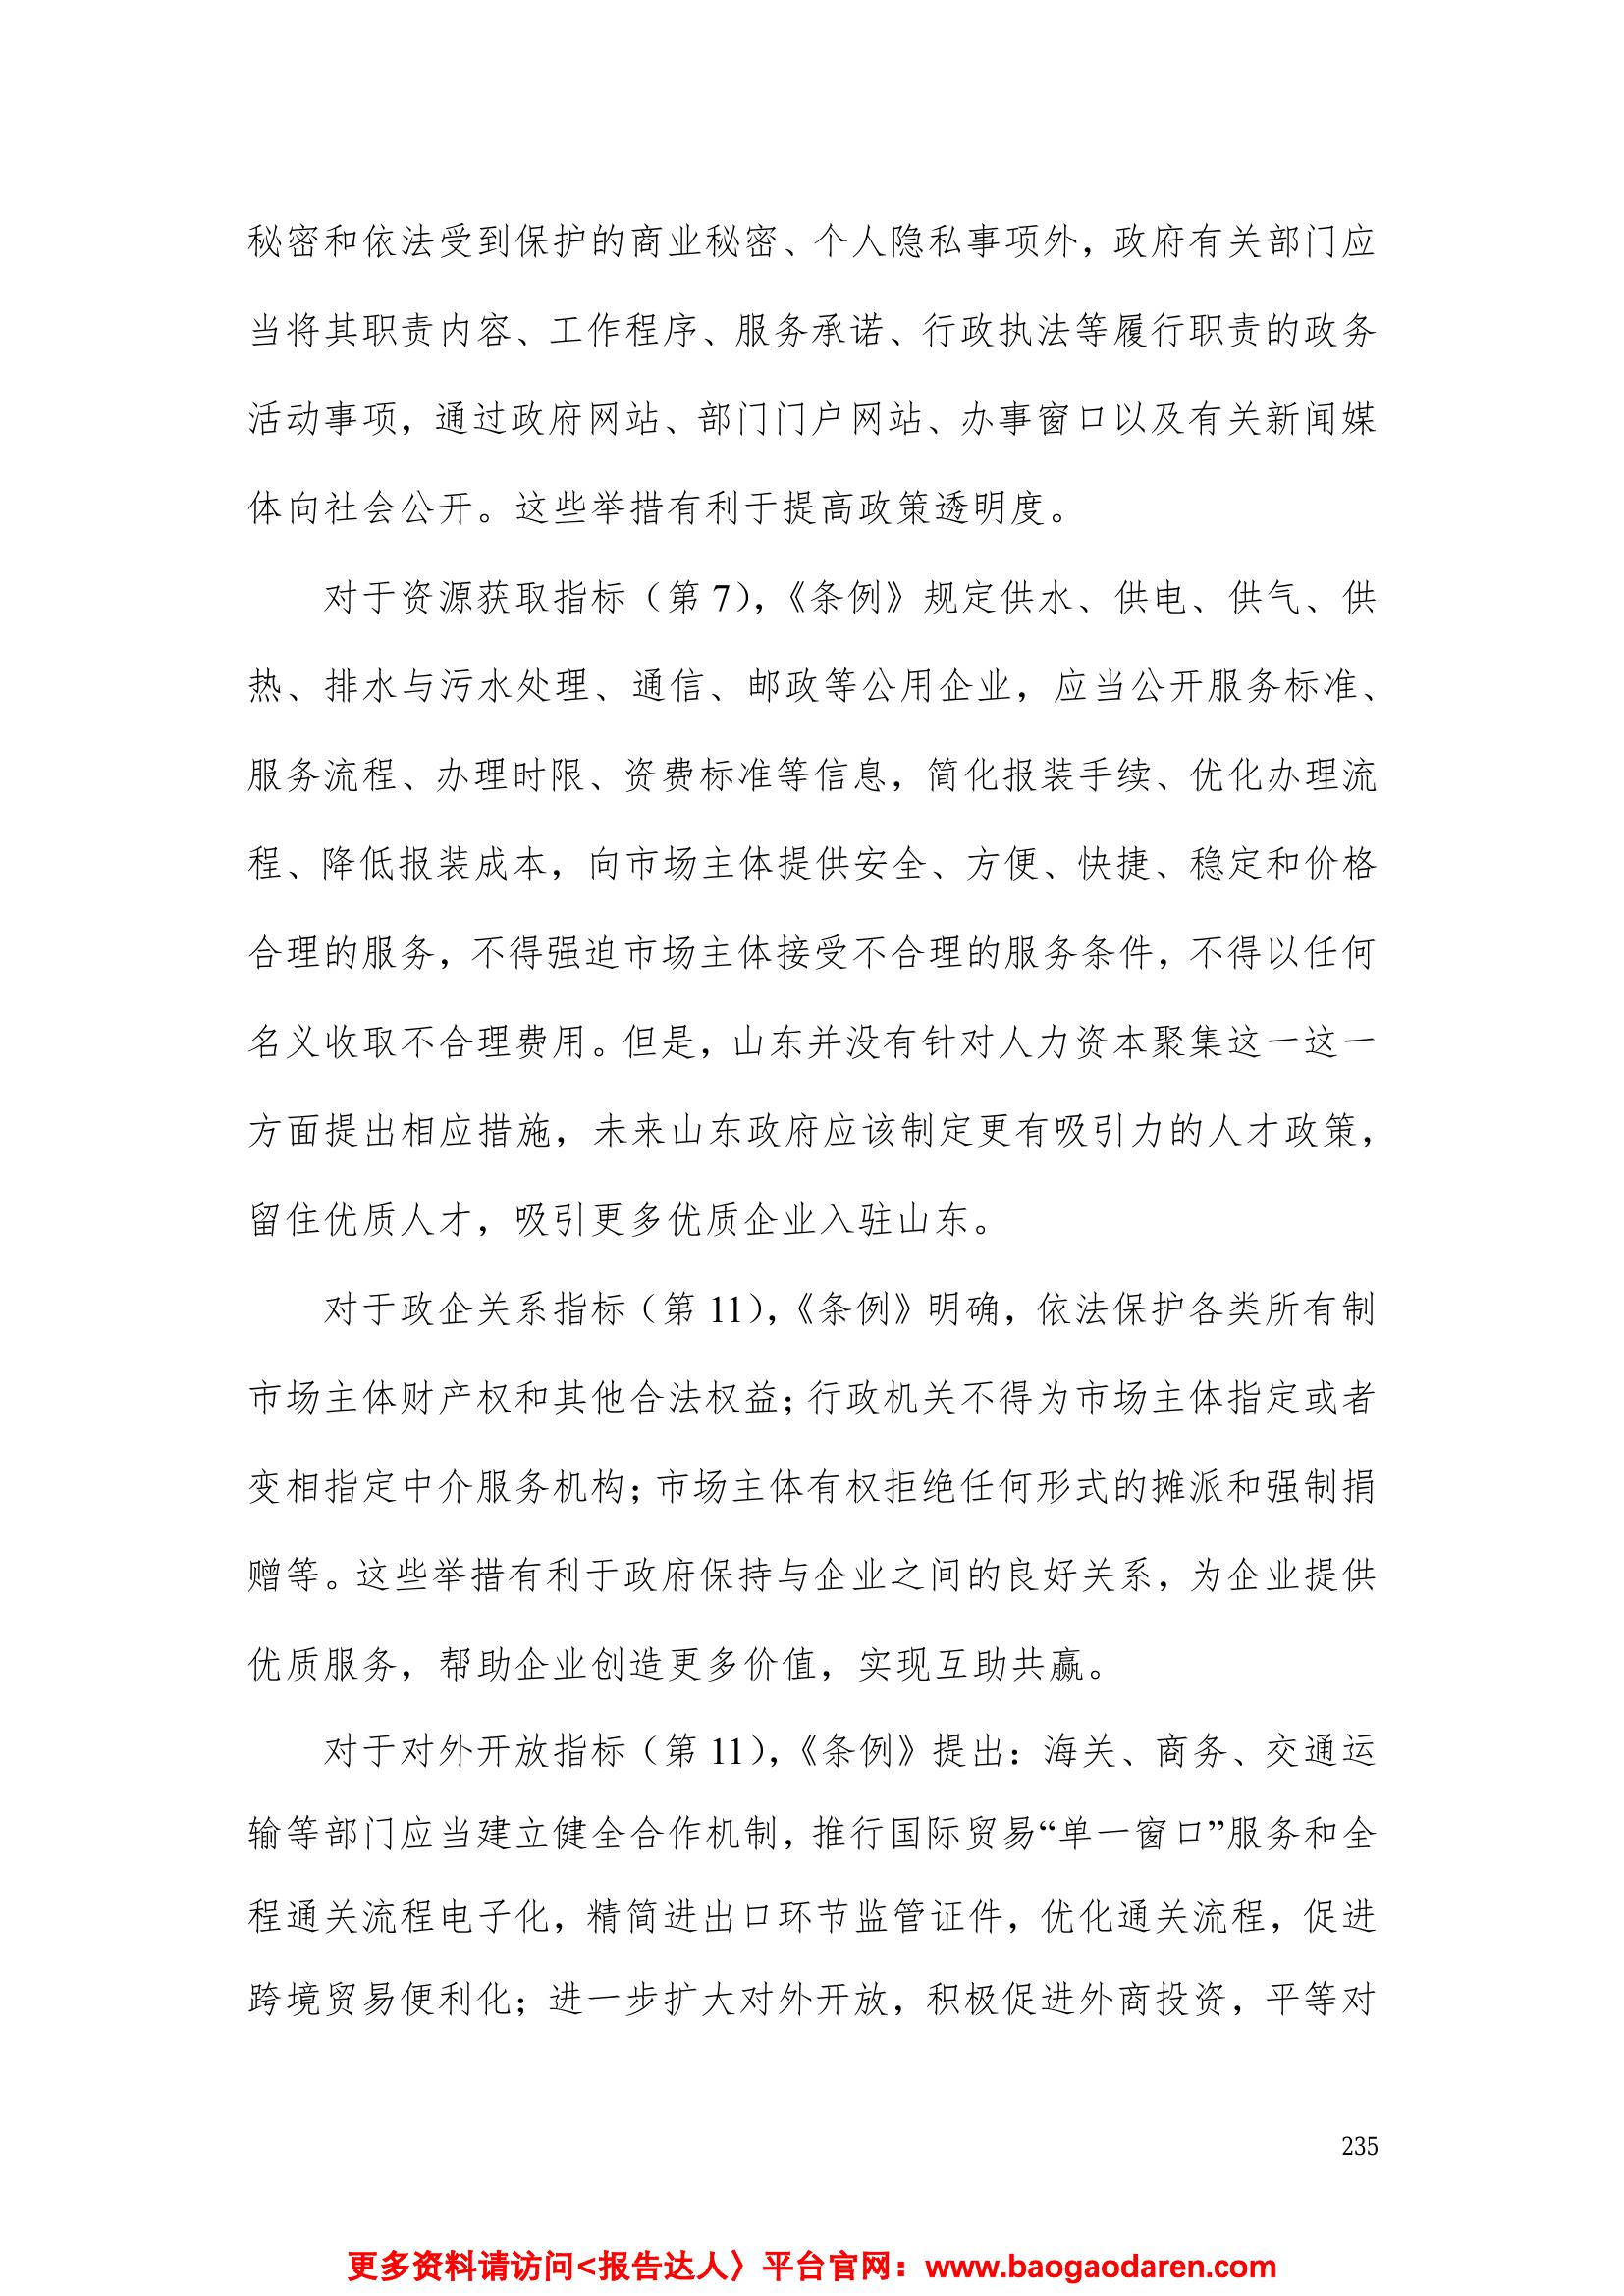 秘密和依法受到保护的商业秘密、个人隐私事项外，政府有关部门应
当将其职责内容、工作程序、服务承诺、行政执法等履行职责的政务
活动事项，通过政府网站、部门门户网站、办事窗口以及有关新闻媒
体向社会公开。这些举措有利于提高政策透明度。
对于资源获取指标（第 7），《条例》规定供水、供电、供气、供
热、排水与污水处理、通信、邮政等公用企业，应当公开服务标准、
服务流程、办理时限、资费标准等信息，简化报装手续、优化办理流
程、降低报装成本，向市场主体提供安全、方便、快捷、稳定和价格
合理的服务，不得强迫市场主体接受不合理的服务条件，不得以任何
名义收取不合理费用。但是，山东并没有针对人力资本聚集这一这一
方面提出相应措施，未来山东政府应该制定更有吸引力的人才政策，
留住优质人才，吸引更多优质企业入驻山东。
对于政企关系指标（第 11），《条例》明确，依法保护各类所有制
市场主体财产权和其他合法权益；行政机关不得为市场主体指定或者
变相指定中介服务机构；市场主体有权拒绝任何形式的摊派和强制捐
赠等。这些举措有利于政府保持与企业之间的良好关系，为企业提供
优质服务，帮助企业创造更多价值，实现互助共赢。
对于对外开放指标（第 11），《条例》提出：海关、商务、交通运
输等部门应当建立健全合作机制，推行国际贸易“单一窗口”服务和全
程通关流程电子化，精简进出口环节监管证件，优化通关流程，促进
跨境贸易便利化；进一步扩大对外开放，积极促进外商投资，平等对
235
更多资料请访问<报告达人〉平台官网：www.baogaodaren.com